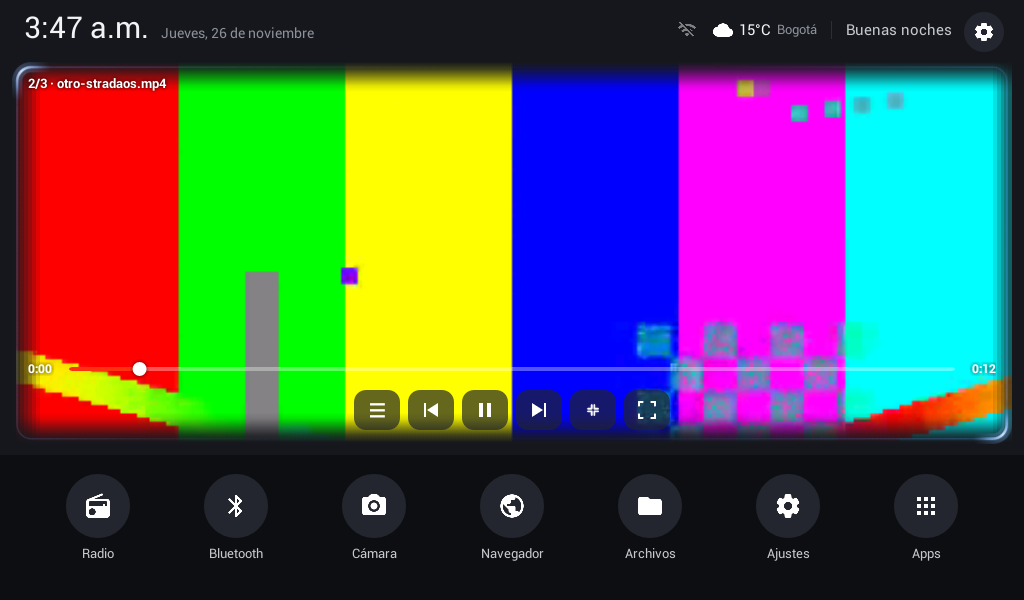 3:47 a.m. Jueves, 26 de noviembre 15°C Bogotá Buenas noches
2/3 · otro-stradaos.mp4
0:00 0:12
Radio Bluetooth Cámara Navegador Archivos Ajustes Apps